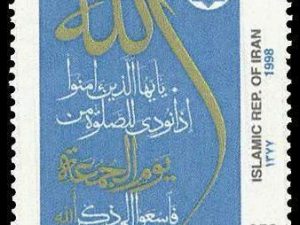 الله
يا يها الذين امنوا
اذا نودى للصلوة من
يوم الجمعة
فاسعوا الى ذكر
الله
ISLAMIC REP. OF IRAN
1998
۱۳۷۷